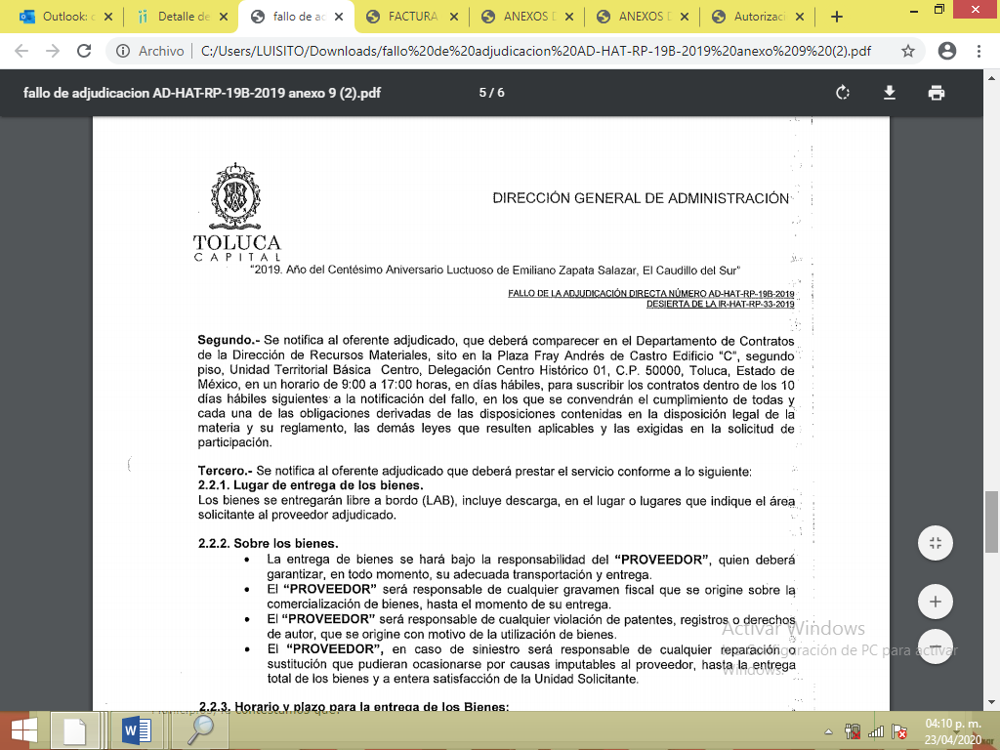 Outlook: c
Detalle de
fallo de ac
FACTURA
ANEXOS D
ANEXOS D
Autorizaci
Archivo C:/Users/LUISITO/Downloads/fallo%20de%20adjudicacion%20AD-HAT-RP-19B-2019%20anexo%209%20(2).pdf
fallo de adjudicacion AD-HAT-RP-19B-2019 anexo 9 (2).pdf 5 / 6
DIRECCIÓN GENERAL DE ADMINISTRACIÓN
TOLUCA
CAPITAL
"2019. Año del Centésimo Aniversario Luctuoso de Emiliano Zapata Salazar, El Caudillo del Sur"
FALLO DE LA ADJUDICACIÓN DIRECTA NÚMERO AD-HAT-RP-19B-2019
DESIERTA DE LA IR-HAT-RP-33-2019
Segundo.- Se notifica al oferente adjudicado, que deberá comparecer en el Departamento de Contratos
de la Dirección de Recursos Materiales, sito en la Plaza Fray Andrés de Castro Edificio "C", segundo
piso, Unidad Territorial Básica Centro, Delegación Centro Histórico 01, C.P. 50000, Toluca, Estado de
México, en un horario de 9:00 a 17:00 horas, en días hábiles, para suscribir los contratos dentro de los 10
días hábiles siguientes a la notificación del fallo, en los que se convendrán el cumplimiento de todas y
cada una de las obligaciones derivadas de las disposiciones contenidas en la disposición legal de la
materia y su reglamento, las demás leyes que resulten aplicables y las exigidas en la solicitud de
participación.
Tercero.- Se notifica al oferente adjudicado que deberá prestar el servicio conforme a lo siguiente:
2.2.1. Lugar de entrega de los bienes.
Los bienes se entregarán libre a bordo (LAB), incluye descarga, en el lugar o lugares que indique el área
solicitante al proveedor adjudicado.
2.2.2. Sobre los bienes.
• La entrega de bienes se hará bajo la responsabilidad del "PROVEEDOR", quien deberá
garantizar, en todo momento, su adecuada transportación y entrega.
• El "PROVEEDOR" será responsable de cualquier gravamen fiscal que se origine sobre la
comercialización de bienes, hasta el momento de su entrega.
• El "PROVEEDOR" será responsable de cualquier violación de patentes, registros o derechos
de autor, que se origine con motivo de la utilización de bienes.
• El "PROVEEDOR", en caso de siniestro será responsable de cualquier reparación o
sustitución que pudieran ocasionarse por causas imputables al proveedor, hasta la entrega
total de los bienes y a entera satisfacción de la Unidad Solicitante.
2.2.3. Horario y plazo para la entrega de los Bienes:
Activar Windows
Configuración de PC para activar
Windows.
04:10 p. m.
23/04/2020